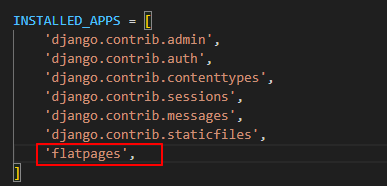 INSTALLED_APPS = [
    'django.contrib.admin',
    'django.contrib.auth',
    'django.contrib.contenttypes',
    'django.contrib.sessions',
    'django.contrib.messages',
    'django.contrib.staticfiles',
    'flatpages',
]